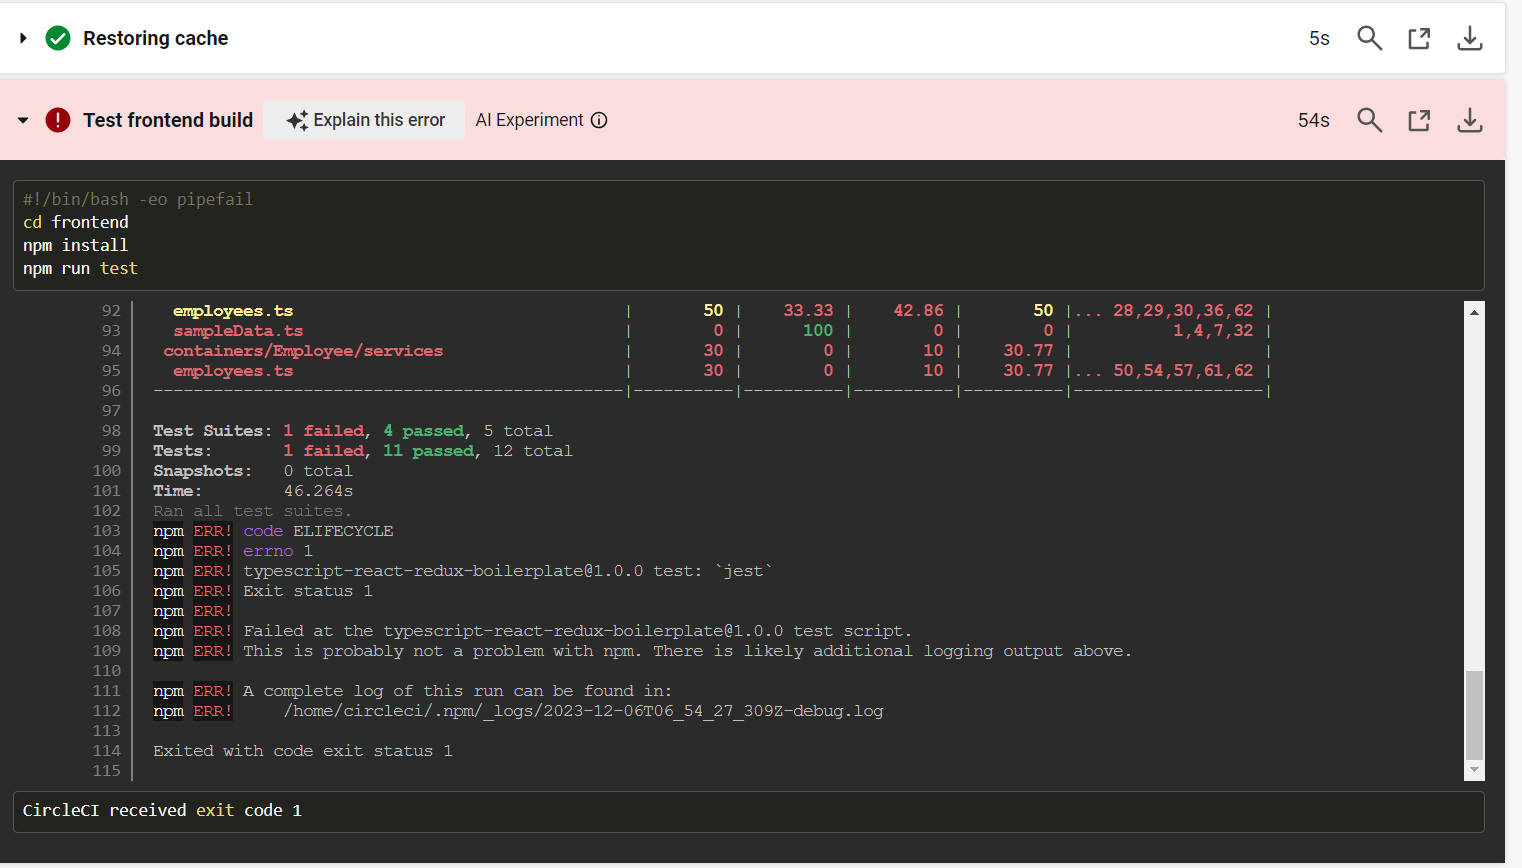 Restoring cache 5s
Test frontend build Explain this error AI Experiment 54s
#!/bin/bash -eo pipefail
cd frontend
npm install
npm run test
92 employees.ts | 50 | 33.33 | 42.86 | 50 |... 28,29,30,36,62 |
93 sampleData.ts | 0 | 100 | 0 | 0 | 1,4,7,32 |
94 containers/Employee/services | 30 | 0 | 10 | 30.77 | |
95 employees.ts | 30 | 0 | 10 | 30.77 |... 50,54,57,61,62 |
96 -----------------------------------------------|----------|----------|----------|----------|-------------------|
97
98 Test Suites: 1 failed, 4 passed, 5 total
99 Tests: 1 failed, 11 passed, 12 total
100 Snapshots: 0 total
101 Time: 46.264s
102 Ran all test suites.
103 npm ERR! code ELIFECYCLE
104 npm ERR! errno 1
105 npm ERR! typescript-react-redux-boilerplate@1.0.0 test: `jest`
106 npm ERR! Exit status 1
107 npm ERR!
108 npm ERR! Failed at the typescript-react-redux-boilerplate@1.0.0 test script.
109 npm ERR! This is probably not a problem with npm. There is likely additional logging output above.
110
111 npm ERR! A complete log of this run can be found in:
112 npm ERR! /home/circleci/.npm/_logs/2023-12-06T06_54_27_309Z-debug.log
113
114 Exited with code exit status 1
115
CircleCI received exit code 1